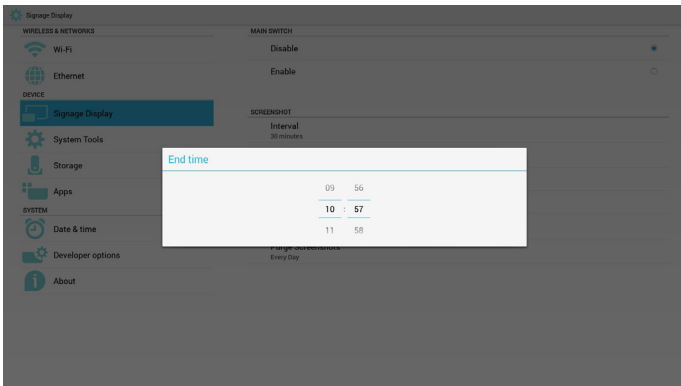 Signage Display
WIRELESS & NETWORKS
Wi-Fi
Ethernet
DEVICE
Signage Display
System Tools
Storage
Apps
SYSTEM
Date & time
Developer options
About
MAIN SWITCH
Disable
Enable
SCREENSHOT
Interval
30 minutes
End time
09 56
10 : 57
11 58
Purge Screenshots
Every Day